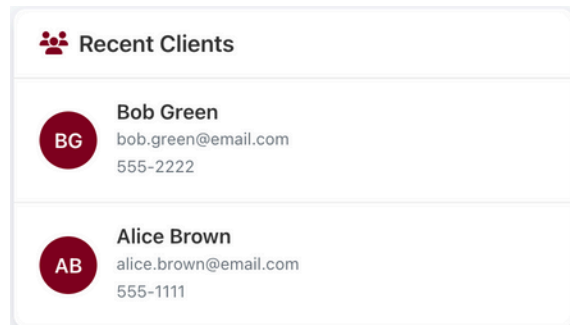 Recent Clients
BG
Bob Green
bob.green@email.com
555-2222
AB
Alice Brown
alice.brown@email.com
555-1111